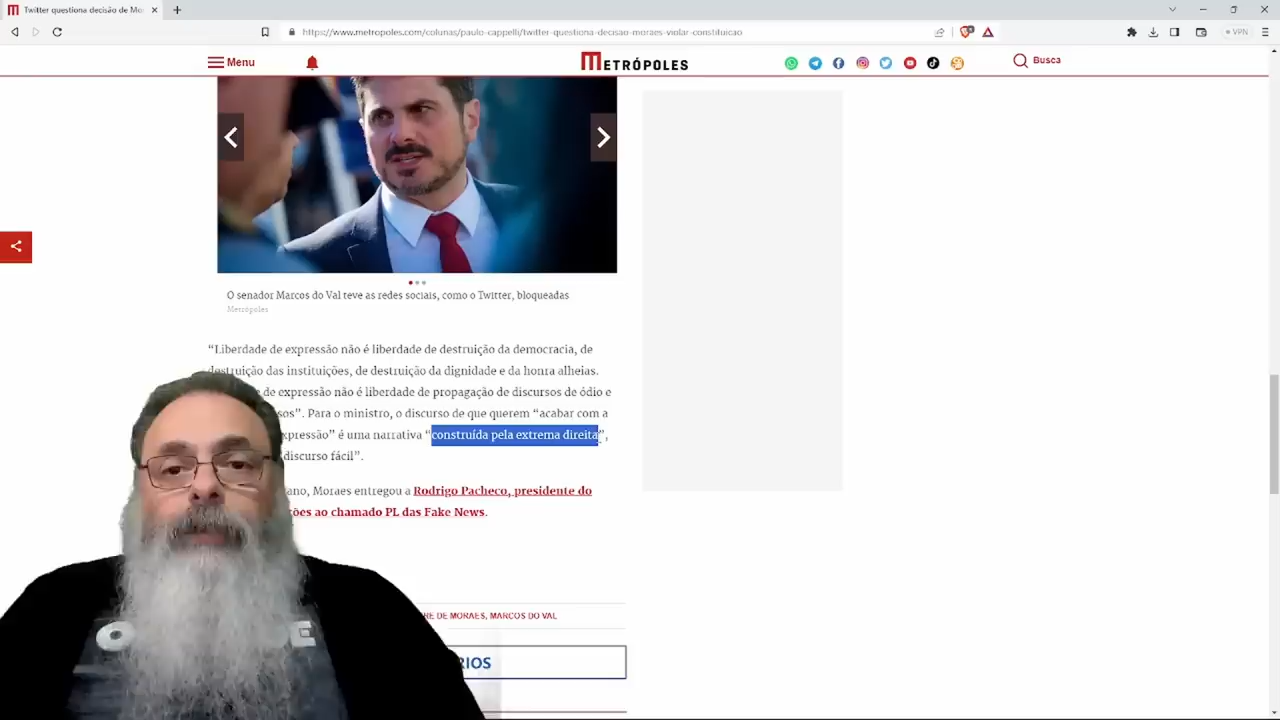 Twitter questiona decisão de Mo
https://www.metropoles.com/colunas/paulo-cappelli/twitter-questiona-decisao-moraes-violar-constituicao
VPN
Menu
METRÓPOLES
Busca
O senador Marcos do Val teve as redes sociais, como o Twitter, bloqueadas
Metrópoles
“Liberdade de expressão não é liberdade de destruição da democracia, de
destruição das instituições, de destruição da dignidade e da honra alheias.
de expressão não é liberdade de propagação de discursos de ódio e
sos”. Para o ministro, o discurso de que querem “acabar com a
xpressão” é uma narrativa “construída pela extrema direita”,
discurso fácil”.
ano, Moraes entregou a Rodrigo Pacheco, presidente do
ões ao chamado PL das Fake News.
RE DE MORAES, MARCOS DO VAL
RIOS